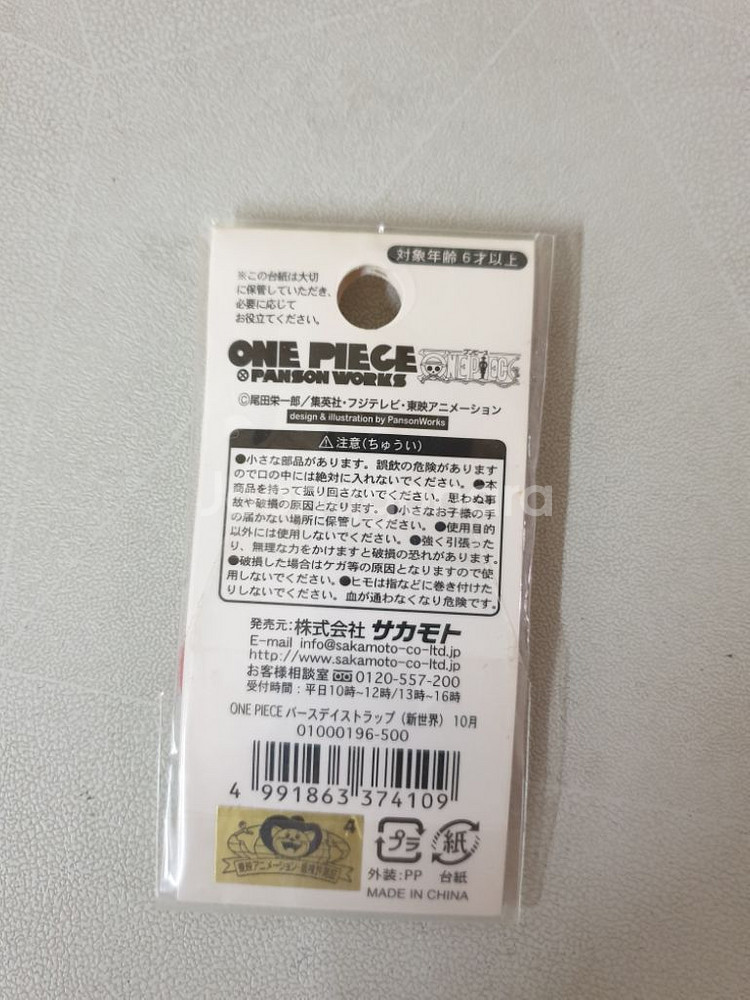 対象年齢 6才以上
※この台紙は大切
に保管していただき、
必要に応じて
お役立てください。
ONE PIECE
⊗PANSON WORKS
ONE PIECE
©尾田栄一郎/集英社・フジテレビ・東映アニメーション
design & illustration by PansonWorks
⚠注意(ちゅうい)
●小さな部品があります。誤飲の危険があります
ので口の中には絶対に入れないでください。●本
商品を持って振り回さないでください。思わぬ事
故や破損の原因となります。●小さなお子様の手
の届かない場所に保管してください。●使用目的
以外には使用しないでください。●強く引張った
り、無理な力をかけますと破損の恐れがあります。
●破損した場合はケガ等の原因となりますので使
用しないでください。●ヒモは指などに巻き付けた
りしないでください。血が通わなくなり危険です。
発売元:株式会社 サカモト
E-mail info@sakamoto-co-ltd.jp
http://www.sakamoto-co-ltd.jp
お客様相談室 0120-557-200
受付時間:平日10時~12時/13時~16時
ONE PIECE バースデイストラップ(新世界) 10月
01000196-500
4 991863 374109
4
東映アニメーション
プラ
紙
外装:PP
台紙
MADE IN CHINA